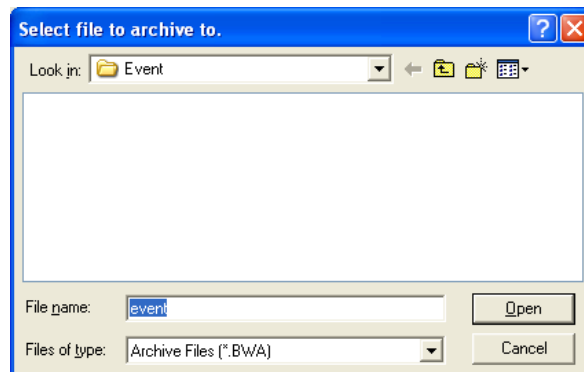 Select file to archive to.
Look in: Event
File name: event Open
Files of type: Archive Files (*.BWA) Cancel